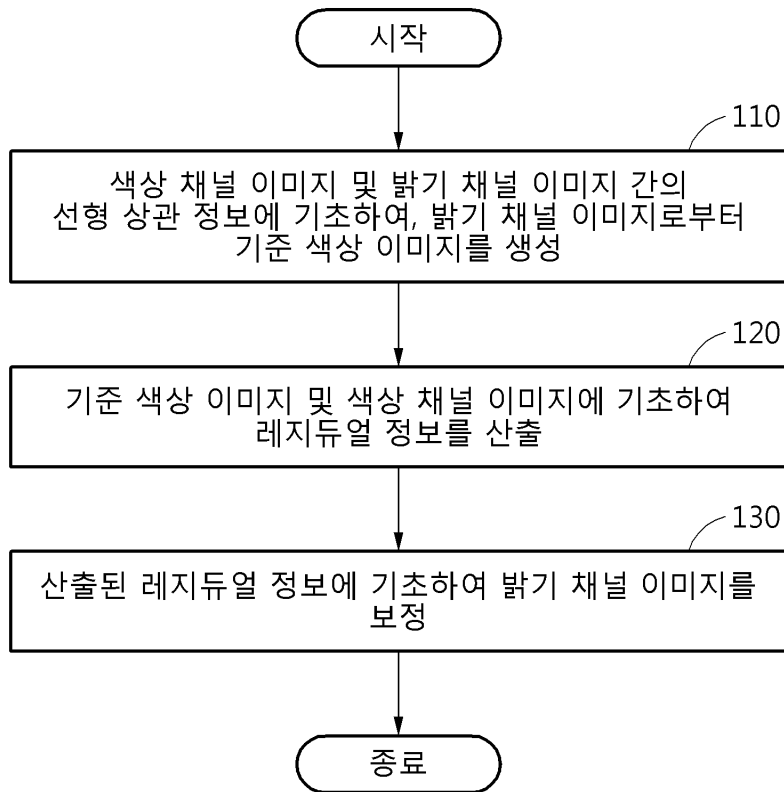 시작
110
색상 채널 이미지 및 밝기 채널 이미지 간의
선형 상관 정보에 기초하여, 밝기 채널 이미지로부터
기준 색상 이미지를 생성
120
기준 색상 이미지 및 색상 채널 이미지에 기초하여
레지듀얼 정보를 산출
130
산출된 레지듀얼 정보에 기초하여 밝기 채널 이미지를
보정
종료